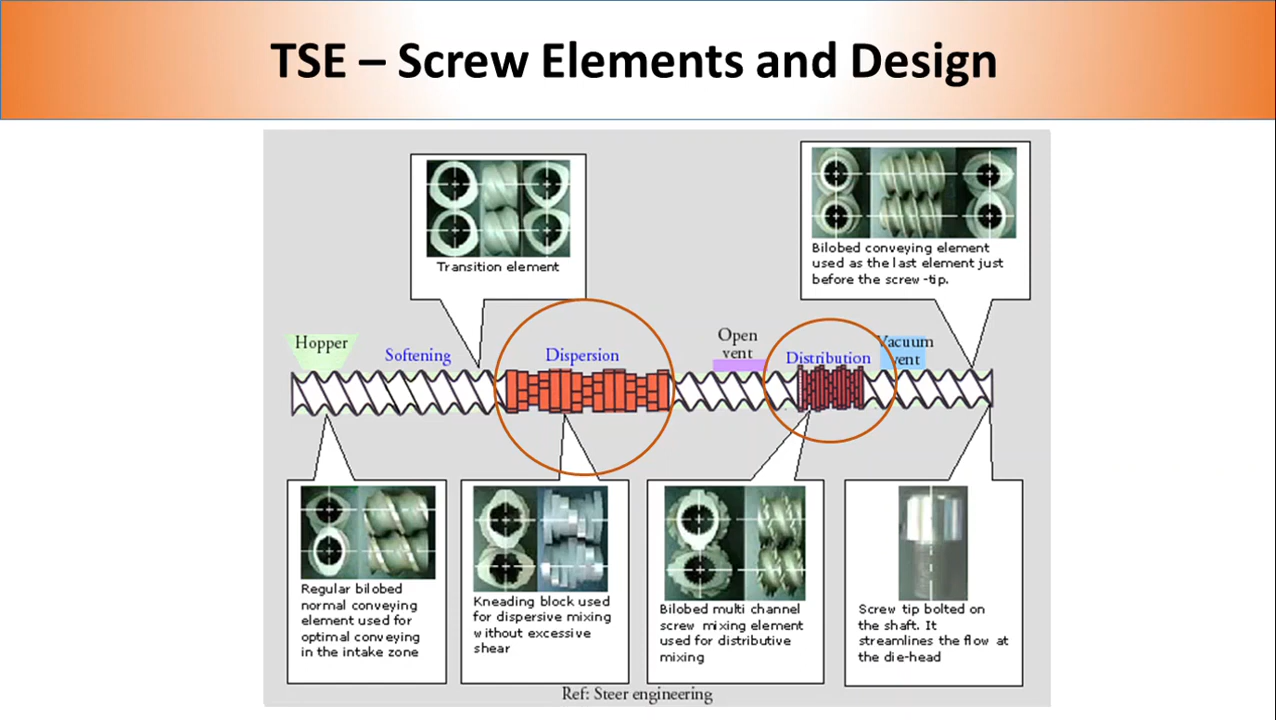 TSE – Screw Elements and Design
Transition element
Bilobed conveying element
used as the last element just
before the screw-tip.
Hopper
Softening
Dispersion
Open
vent
Distribution
Vacuum
vent
Regular bilobed
normal conveying
element used for
optimal conveying
in the intake zone
Kneading block used
for dispersive mixing
without excessive
shear
Bilobed multi channel
screw mixing element
used for distributive
mixing
Screw tip bolted on
the shaft. It
streamlines the flow at
the die-head
Ref: Steer engineering